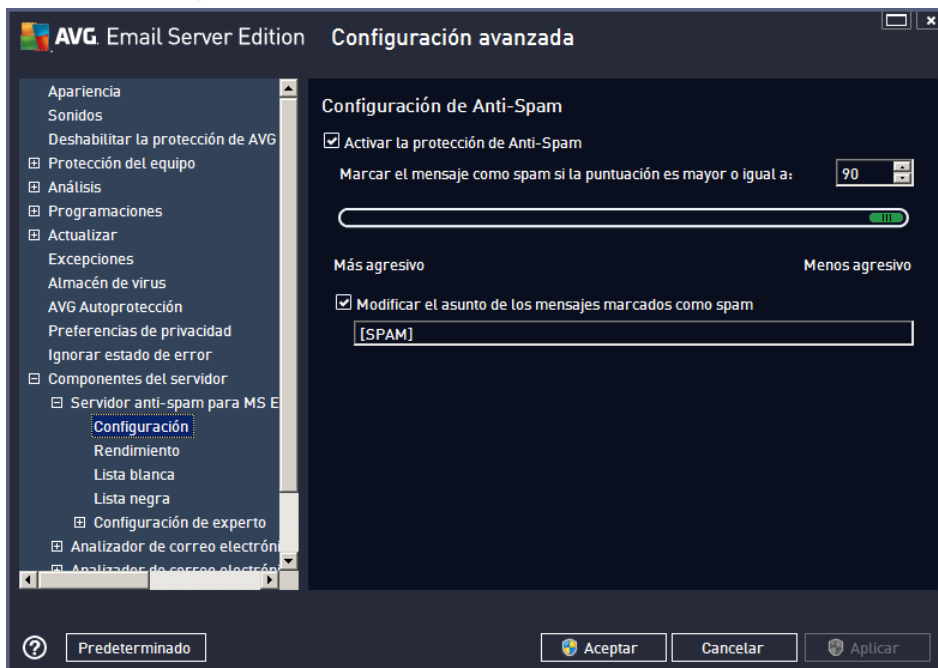 AVG. Email Server Edition Configuración avanzada
Apariencia
Sonidos
Deshabilitar la protección de AVG
Protección del equipo
Análisis
Programaciones
Actualizar
Excepciones
Almacén de virus
AVG Autoprotección
Preferencias de privacidad
Ignorar estado de error
Componentes del servidor
Servidor anti-spam para MS E
Configuración
Rendimiento
Lista blanca
Lista negra
Configuración de experto
Analizador de correo electróni
Analizador de correo electróni
Configuración de Anti-Spam
Activar la protección de Anti-Spam
Marcar el mensaje como spam si la puntuación es mayor o igual a: 90
Más agresivo Menos agresivo
Modificar el asunto de los mensajes marcados como spam
[SPAM]
? Predeterminado Aceptar Cancelar Aplicar